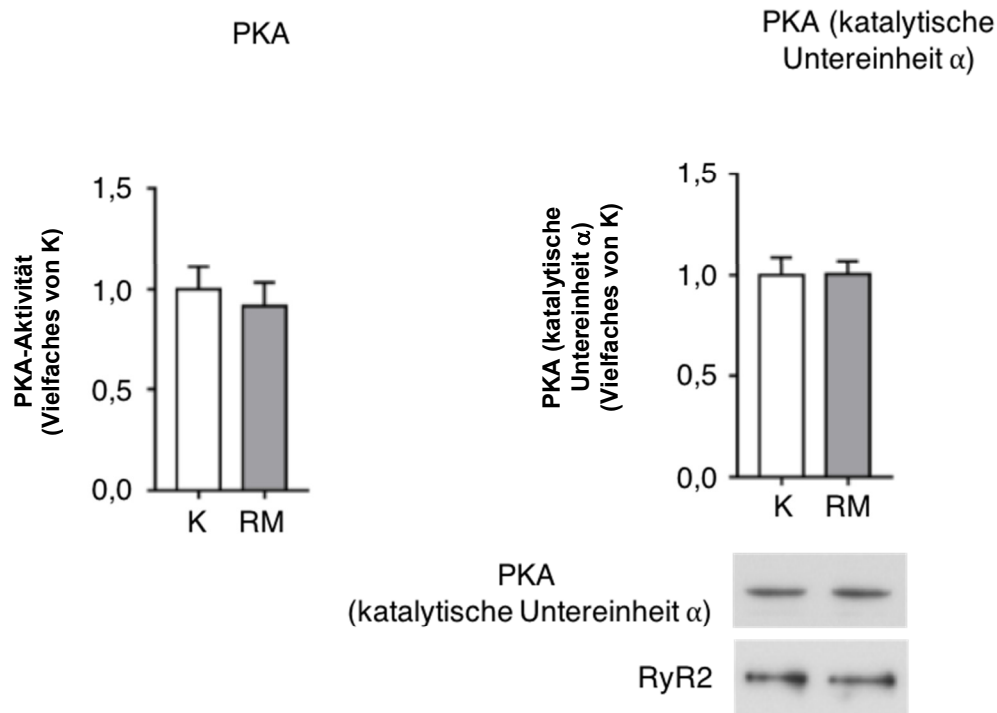 PKA
PKA-Aktivität
(Vielfaches von K)
1,5
1,0
0,5
0,0
K RM
PKA (katalytische
Untereinheit α)
PKA (katalytische
Untereinheit α)
(Vielfaches von K)
1,5
1,0
0,5
0,0
K RM
PKA
(katalytische Untereinheit α)
RyR2